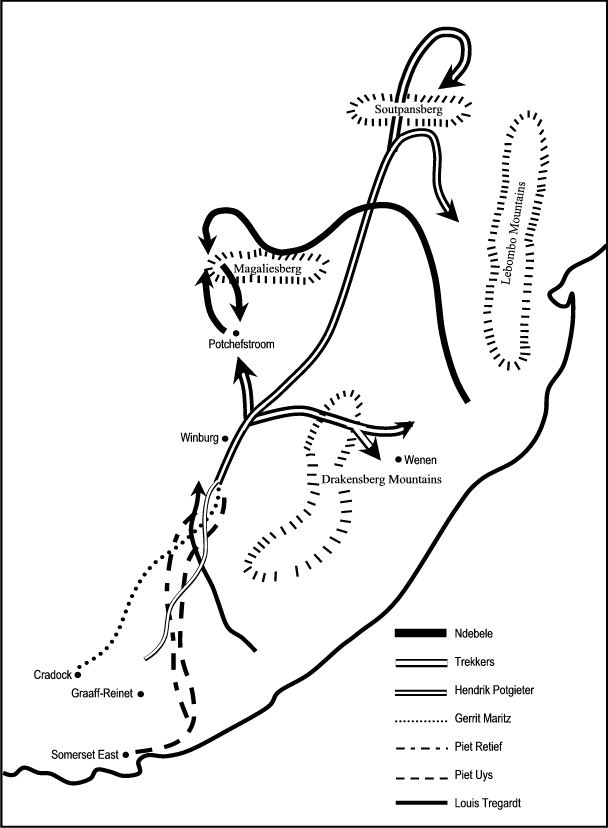 Soutpansberg
Lebombo Mountains
Magaliesberg
Potchefstroom
Winburg
Wenen
Drakensberg Mountains
Cradock
Graaff-Reinet
Somerset East
Ndebele
Trekkers
Hendrik Potgieter
Gerrit Maritz
Piet Retief
Piet Uys
Louis Tregardt